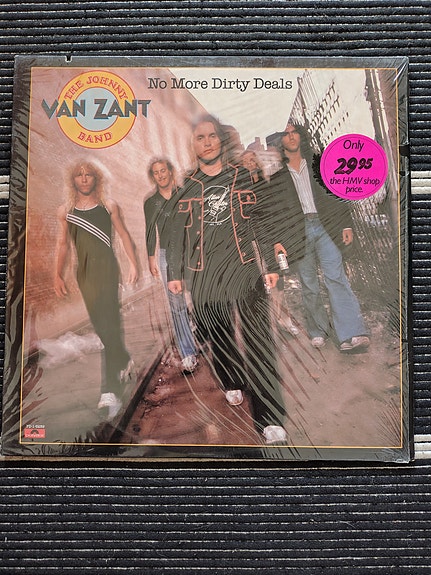 THE JOHNNY
VAN ZANT
BAND
No More Dirty Deals
Only
29.95
the HMV shop
price.